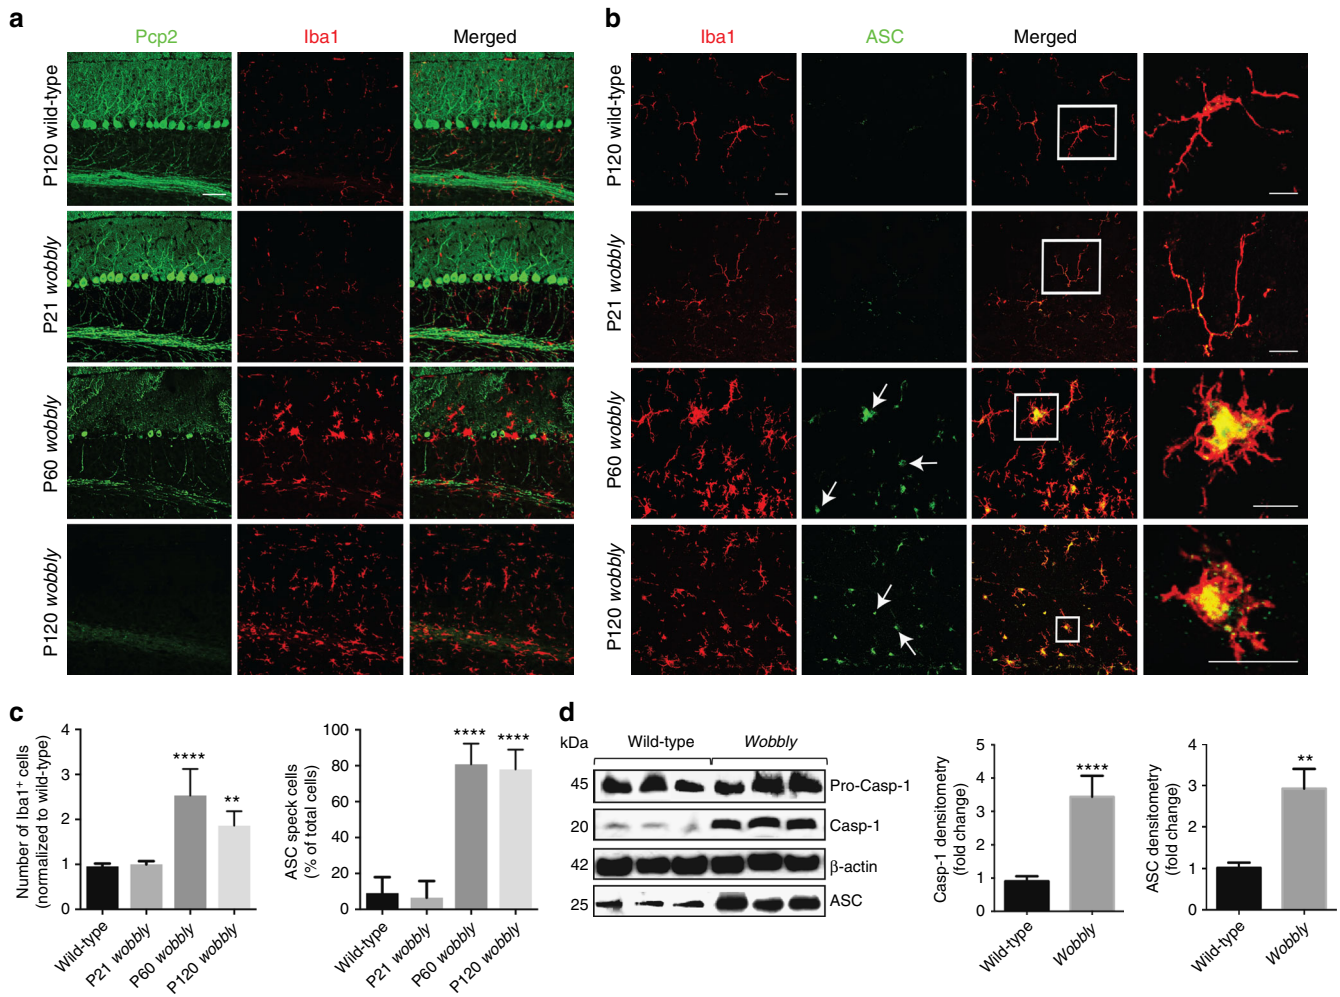 a
Pcp2 Iba1 Merged
P120 wild-type
P21 wobbly
P60 wobbly
P120 wobbly
b
Iba1 ASC Merged
P120 wild-type
P21 wobbly
P60 wobbly
P120 wobbly
c
Number of Iba1⁺ cells
(normalized to wild-type)
4
3
2
1
0
****
**
Wild-type
P21 wobbly
P60 wobbly
P120 wobbly
ASC speck cells
(% of total cells)
100
80
60
40
20
0
****
****
Wild-type
P21 wobbly
P60 wobbly
P120 wobbly
d
kDa Wild-type Wobbly
45 Pro-Casp-1
20 Casp-1
42 β-actin
25 ASC
Casp-1 densitometry
(fold change)
5
4
3
2
1
0
****
Wild-type
Wobbly
ASC densitometry
(fold change)
4
3
2
1
0
**
Wild-type
Wobbly